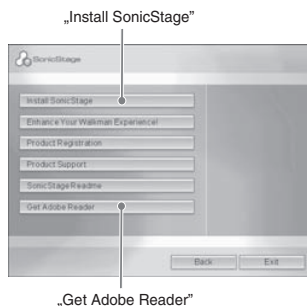 „Install SonicStage”
SonicStage
Install SonicStage
Enhance Your Walkman Experience!
Product Registration
Product Support
SonicStage Readme
Get Adobe Reader
Back
Exit
„Get Adobe Reader”